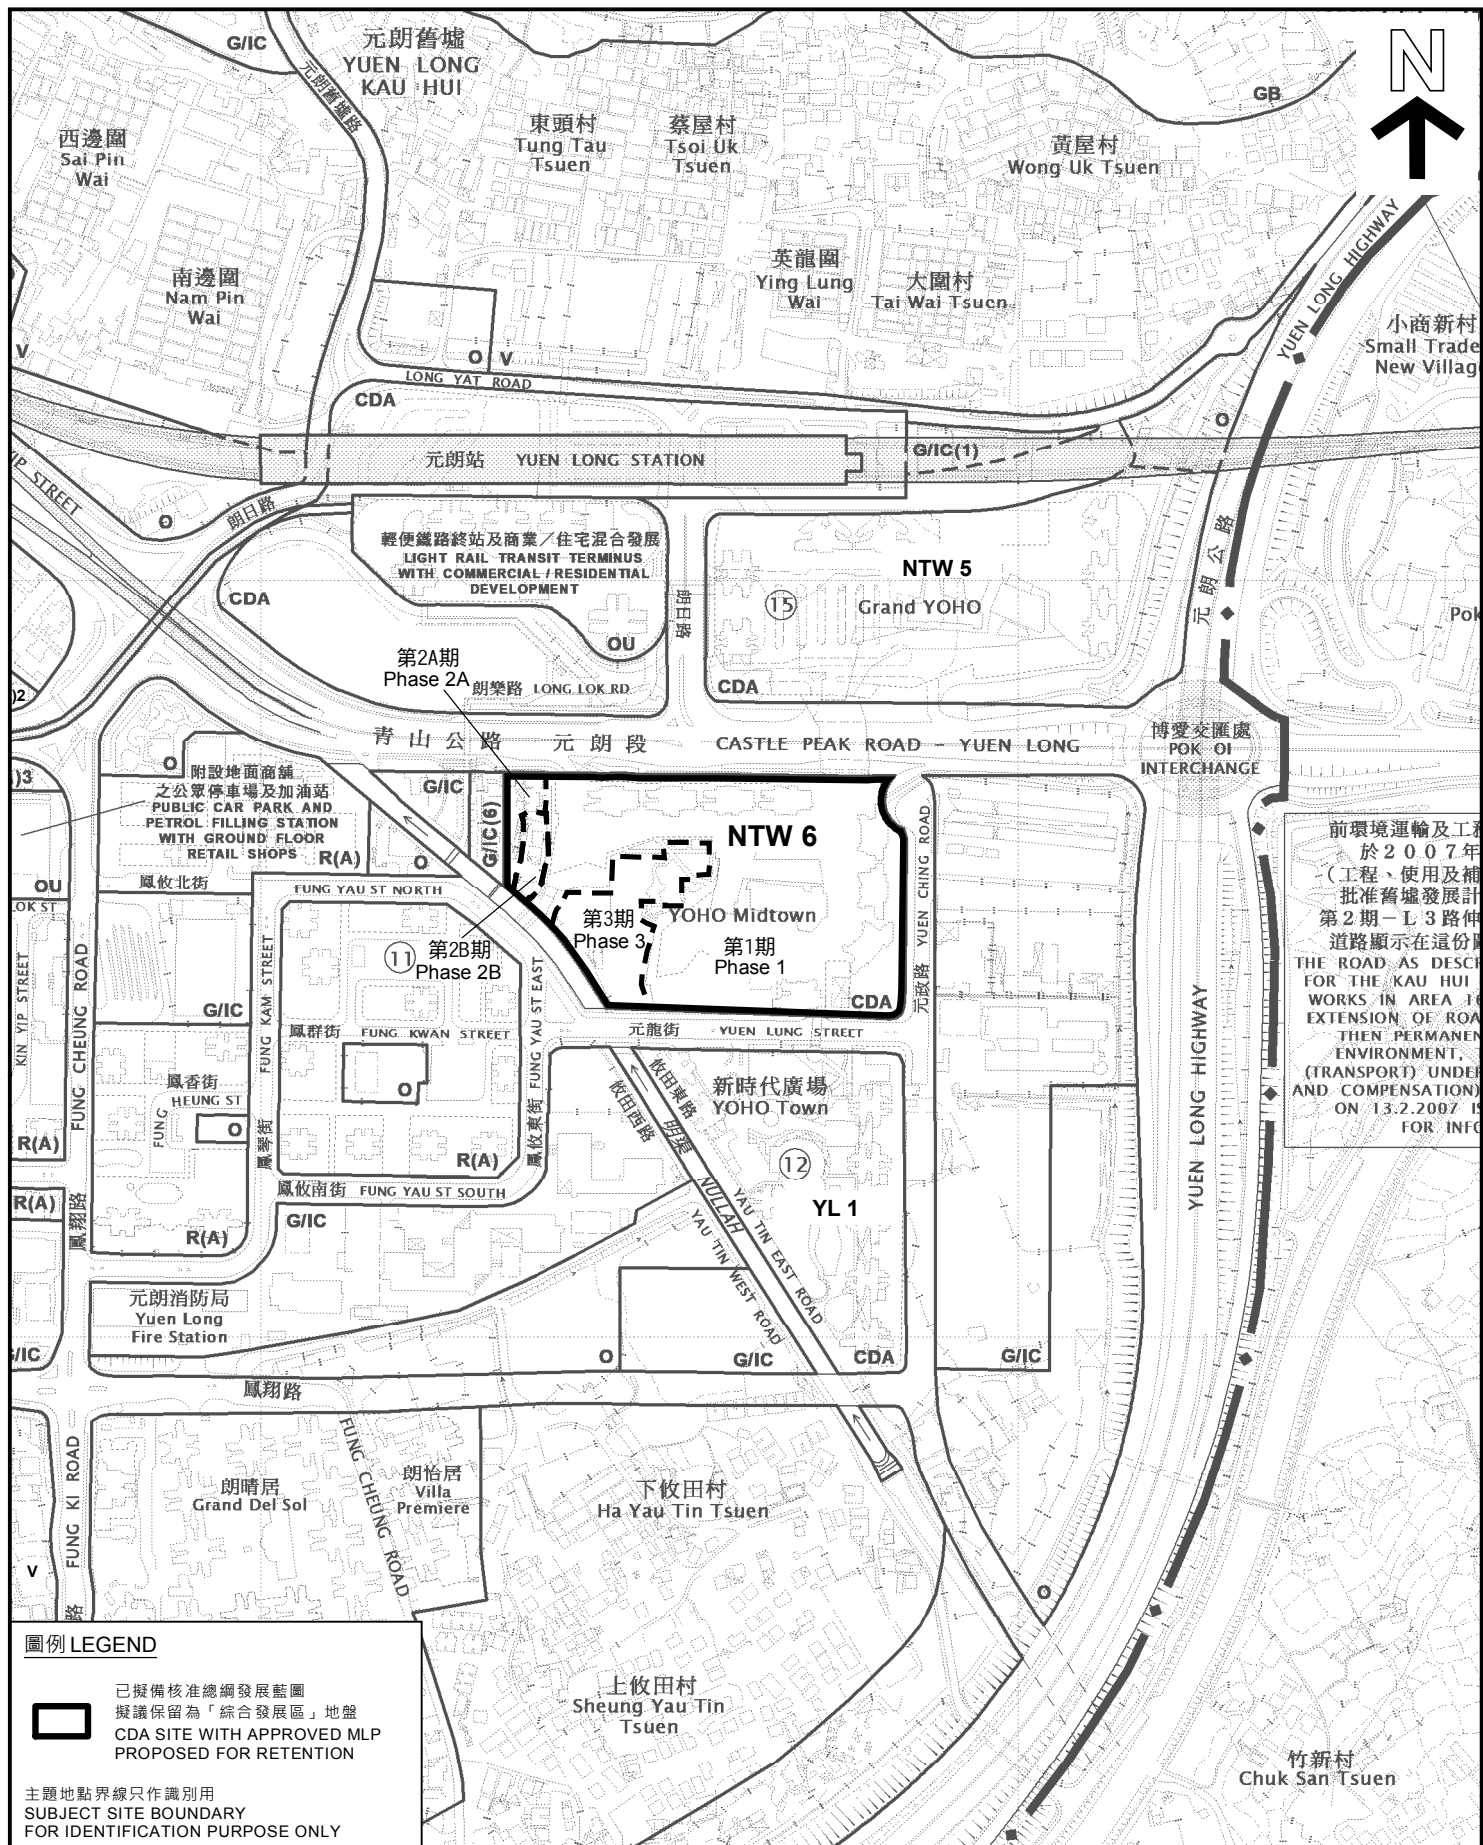 G/IC
元朗舊墟
YUEN LONG
KAU HUI
元朗舊墟路
N
GB
西邊圍
Sai Pin
Wai
東頭村
Tung Tau
Tsuen
蔡屋村
Tsoi Uk
Tsuen
黃屋村
Wong Uk Tsuen
南邊圍
Nam Pin
Wai
英龍圍
Ying Lung
Wai
大圍村
Tai Wai Tsuen
YUEN LONG HIGHWAY
小商新村
Small Trade
New Villag
V
O
V
LONG YAT ROAD
CDA
O
元朗站 YUEN LONG STATION
G/IC(1)
IP STREET
O
朗日路
輕便鐵路終站及商業／住宅混合發展
LIGHT RAIL TRANSIT TERMINUS
WITH COMMERCIAL / RESIDENTIAL
DEVELOPMENT
NTW 5
15
Grand YOHO
元朗公路
CDA
朗日路
OU
Pok
第2A期
Phase 2A
朗樂路 LONG LOK RD
CDA
)2
青山公路 元朗段 CASTLE PEAK ROAD - YUEN LONG
博愛交匯處
POK OI
INTERCHANGE
)3
O
附設地面商舖
之公眾停車場及加油站
PUBLIC CAR PARK AND
PETROL FILLING STATION
WITH GROUND FLOOR
RETAIL SHOPS
R(A)
G/IC
G/IC(6)
O
NTW 6
元政路 YUEN CHING ROAD
前環境運輸及工務
於２００７年
（工程、使用及補
批准舊墟發展計
第２期－Ｌ３路伸
道路顯示在這份圖
THE ROAD AS DESCR
FOR THE KAU HUI
WORKS IN AREA 1
EXTENSION OF ROA
THEN PERMANEN
ENVIRONMENT,
(TRANSPORT) UNDER
AND COMPENSATION)
ON 13.2.2007 IS
FOR INFO
OU
OK ST
鳳攸北街
FUNG YAU ST NORTH
第3期
Phase 3
YOHO Midtown
第1期
Phase 1
CDA
11
第2B期
Phase 2B
KIN YIP STREET
FUNG CHEUNG ROAD
G/IC
FUNG KAM STREET
鳳群街 FUNG KWAN STREET
鳳攸東街 FUNG YAU ST EAST
元龍街 YUEN LUNG STREET
鳳香街
FUNG HEUNG ST
O
O
鳳琴街
攸田東路
攸田西路
明渠
NULLAH
新時代廣場
YOHO Town
12
YL 1
YUEN LONG HIGHWAY
R(A)
R(A)
R(A)
鳳攸南街 FUNG YAU ST SOUTH
G/IC
R(A)
鳳翔路
YAU TIN EAST ROAD
YAU TIN WEST ROAD
元朗消防局
Yuen Long
Fire Station
/IC
O
G/IC
CDA
G/IC
鳳翔路
FUNG CHEUNG ROAD
FUNG KI ROAD
路
朗晴居
Grand Del Sol
朗怡居
Villa
Premiere
下攸田村
Ha Yau Tin Tsuen
V
O
上攸田村
Sheung Yau Tin
Tsuen
竹新村
Chuk San Tsuen
圖例 LEGEND
已擬備核准總綱發展藍圖
擬議保留為「綜合發展區」地盤
CDA SITE WITH APPROVED MLP
PROPOSED FOR RETENTION
主題地點界線只作識別用
SUBJECT SITE BOUNDARY
FOR IDENTIFICATION PURPOSE ONLY